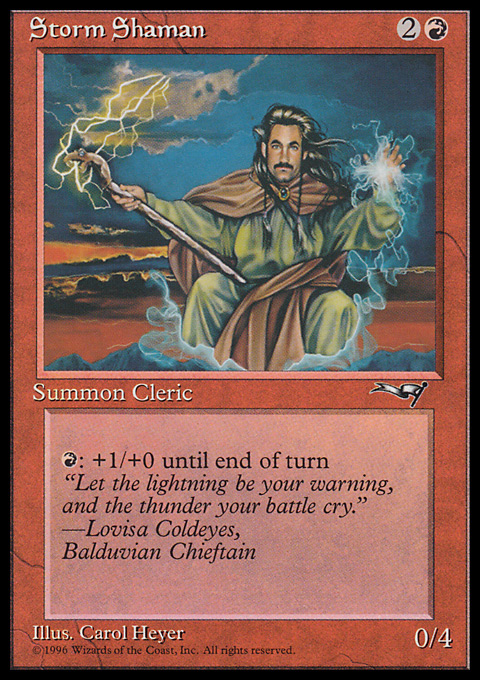 Storm Shaman 2
Summon Cleric
: +1/+0 until end of turn
“Let the lightning be your warning,
and the thunder your battle cry.”
—Lovisa Coldeyes,
Balduvian Chieftain
Illus. Carol Heyer
0/4
©1996 Wizards of the Coast, Inc. All rights reserved.